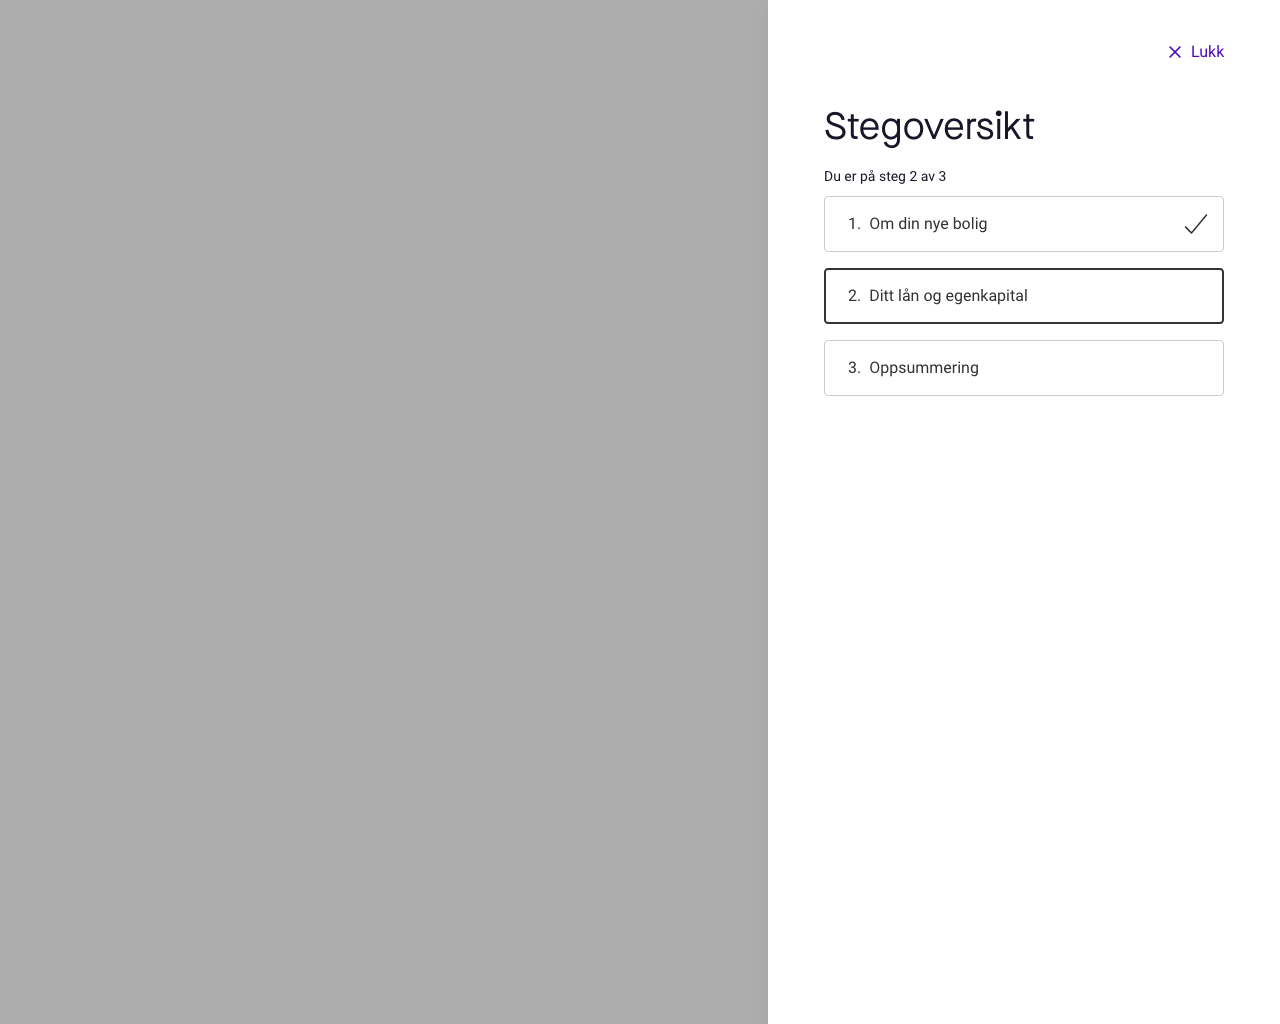 Lukk
Stegoversikt
Du er på steg 2 av 3
1. Om din nye bolig
2. Ditt lån og egenkapital
3. Oppsummering